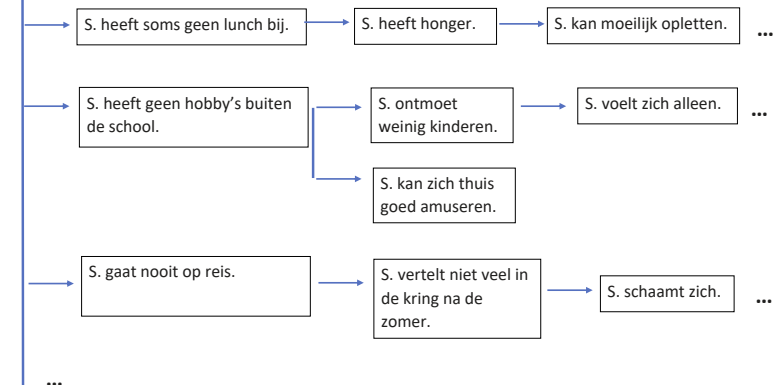 S. heeft soms geen lunch bij.
S. heeft honger.
S. kan moeilijk opletten.
...
S. heeft geen hobby's buiten
de school.
S. ontmoet
weinig kinderen.
S. voelt zich alleen.
...
S. kan zich thuis
goed amuseren.
S. gaat nooit op reis.
S. vertelt niet veel in
de kring na de
zomer.
S. schaamt zich.
...
...